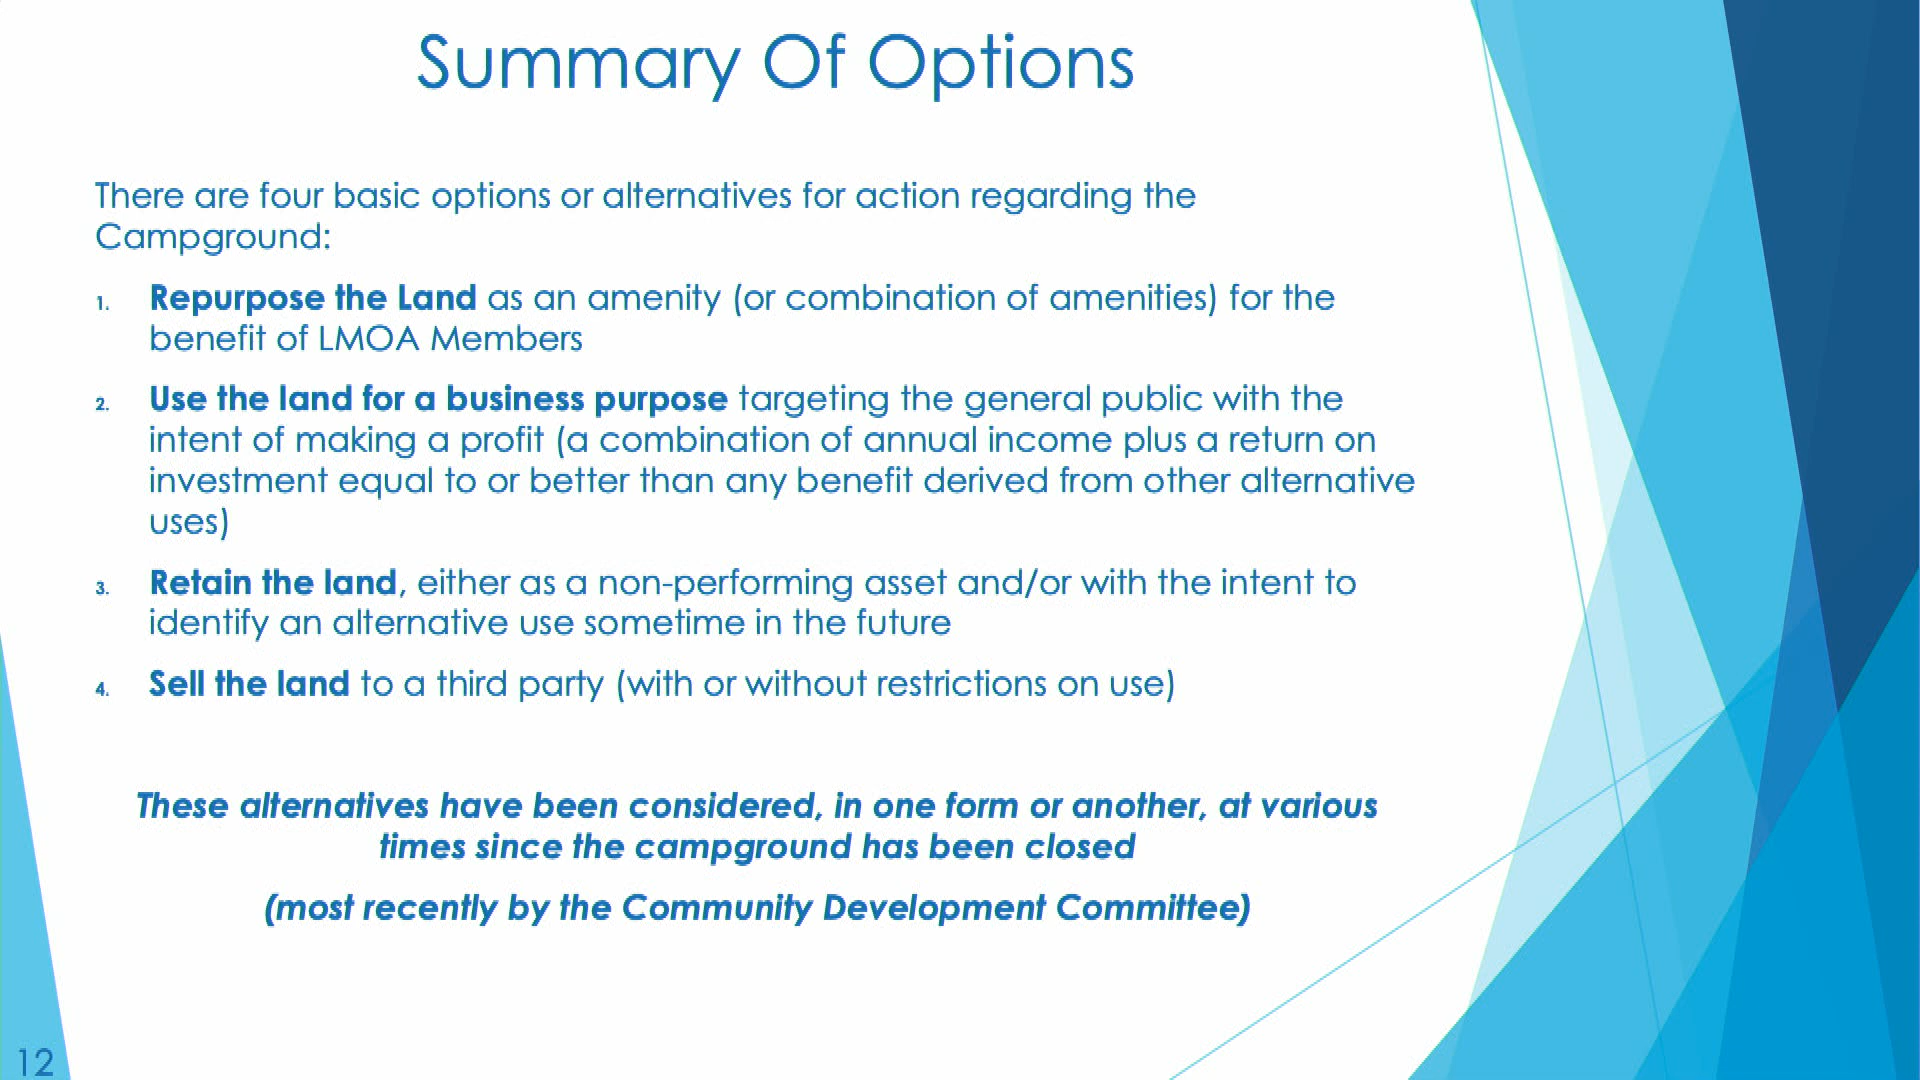 Summary Of Options
There are four basic options or alternatives for action regarding the
Campground:
1. Repurpose the Land as an amenity (or combination of amenities) for the
benefit of LMOA Members
2. Use the land for a business purpose targeting the general public with the
intent of making a profit (a combination of annual income plus a return on
investment equal to or better than any benefit derived from other alternative
uses)
3. Retain the land, either as a non-performing asset and/or with the intent to
identify an alternative use sometime in the future
4. Sell the land to a third party (with or without restrictions on use)
These alternatives have been considered, in one form or another, at various
times since the campground has been closed
(most recently by the Community Development Committee)
12